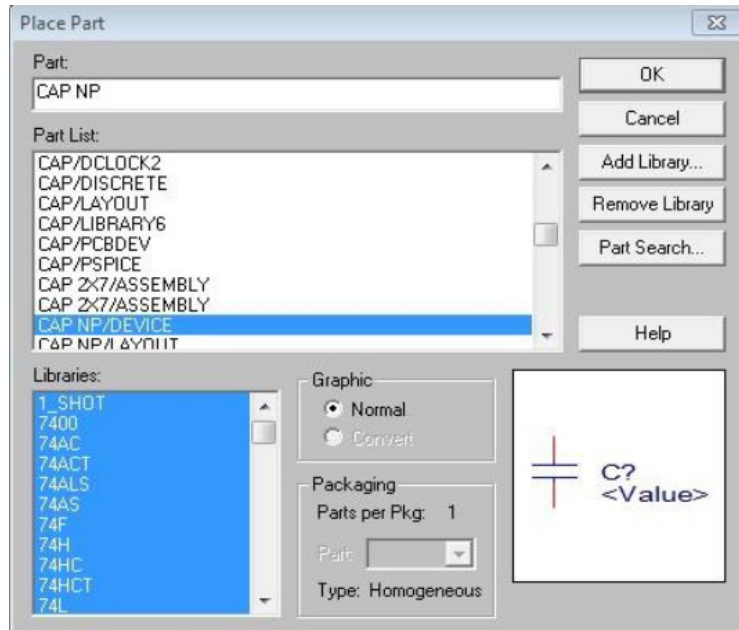 Place Part
Part:
CAP NP
OK
Cancel
Part List:
CAP/DCLOCK2
CAP/DISCRETE
CAP/LAYOUT
CAP/LIBRARY6
CAP/PCBDEV
CAP/PSPICE
CAP 2X7/ASSEMBLY
CAP 2X7/ASSEMBLY
CAP NP/DEVICE
CAP NP/LAYOUT
Add Library...
Remove Library
Part Search...
Help
Libraries:
1_SHOT
7400
74AC
74ACT
74ALS
74AS
74F
74H
74HC
74HCT
74L
Graphic
Normal
Convert
Packaging
Parts per Pkg: 1
Part:
Type: Homogeneous
C?
<Value>